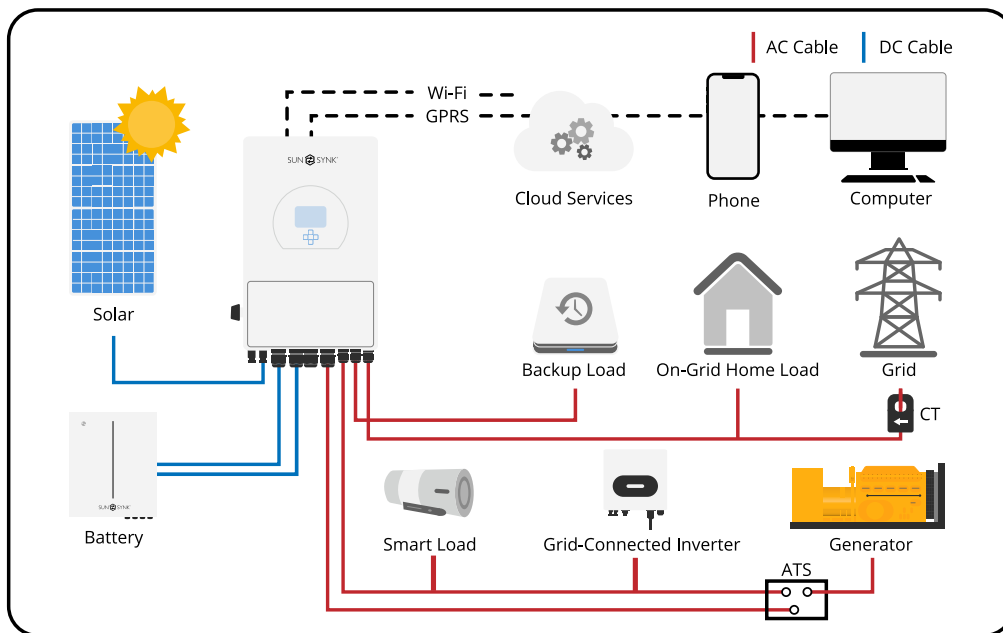 AC Cable
DC Cable
Wi-Fi
GPRS
SUN SYNK
Cloud Services
Phone
Computer
Solar
Backup Load
On-Grid Home Load
Grid
CT
SUN SYNK
Battery
Smart Load
Grid-Connected Inverter
Generator
ATS